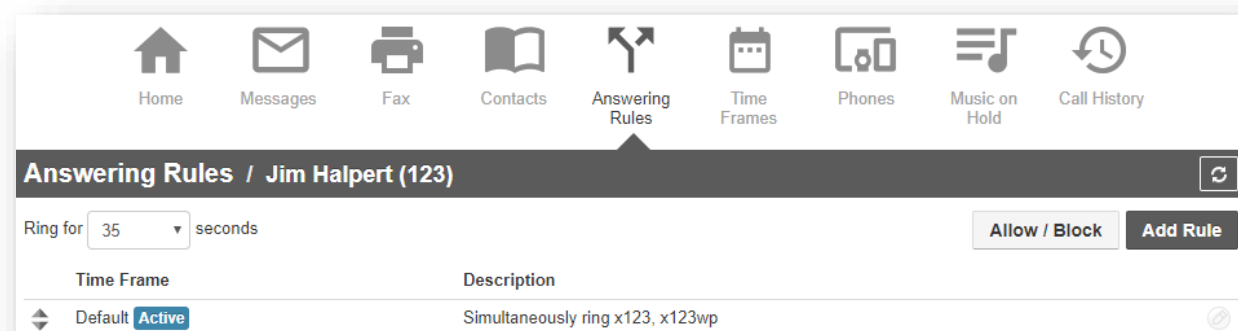 Home Messages Fax Contacts Answering Rules Time Frames Phones Music on Hold Call History
Answering Rules / Jim Halpert (123)
Ring for 35 seconds Allow / Block Add Rule
Time Frame Description
Default Active Simultaneously ring x123, x123wp